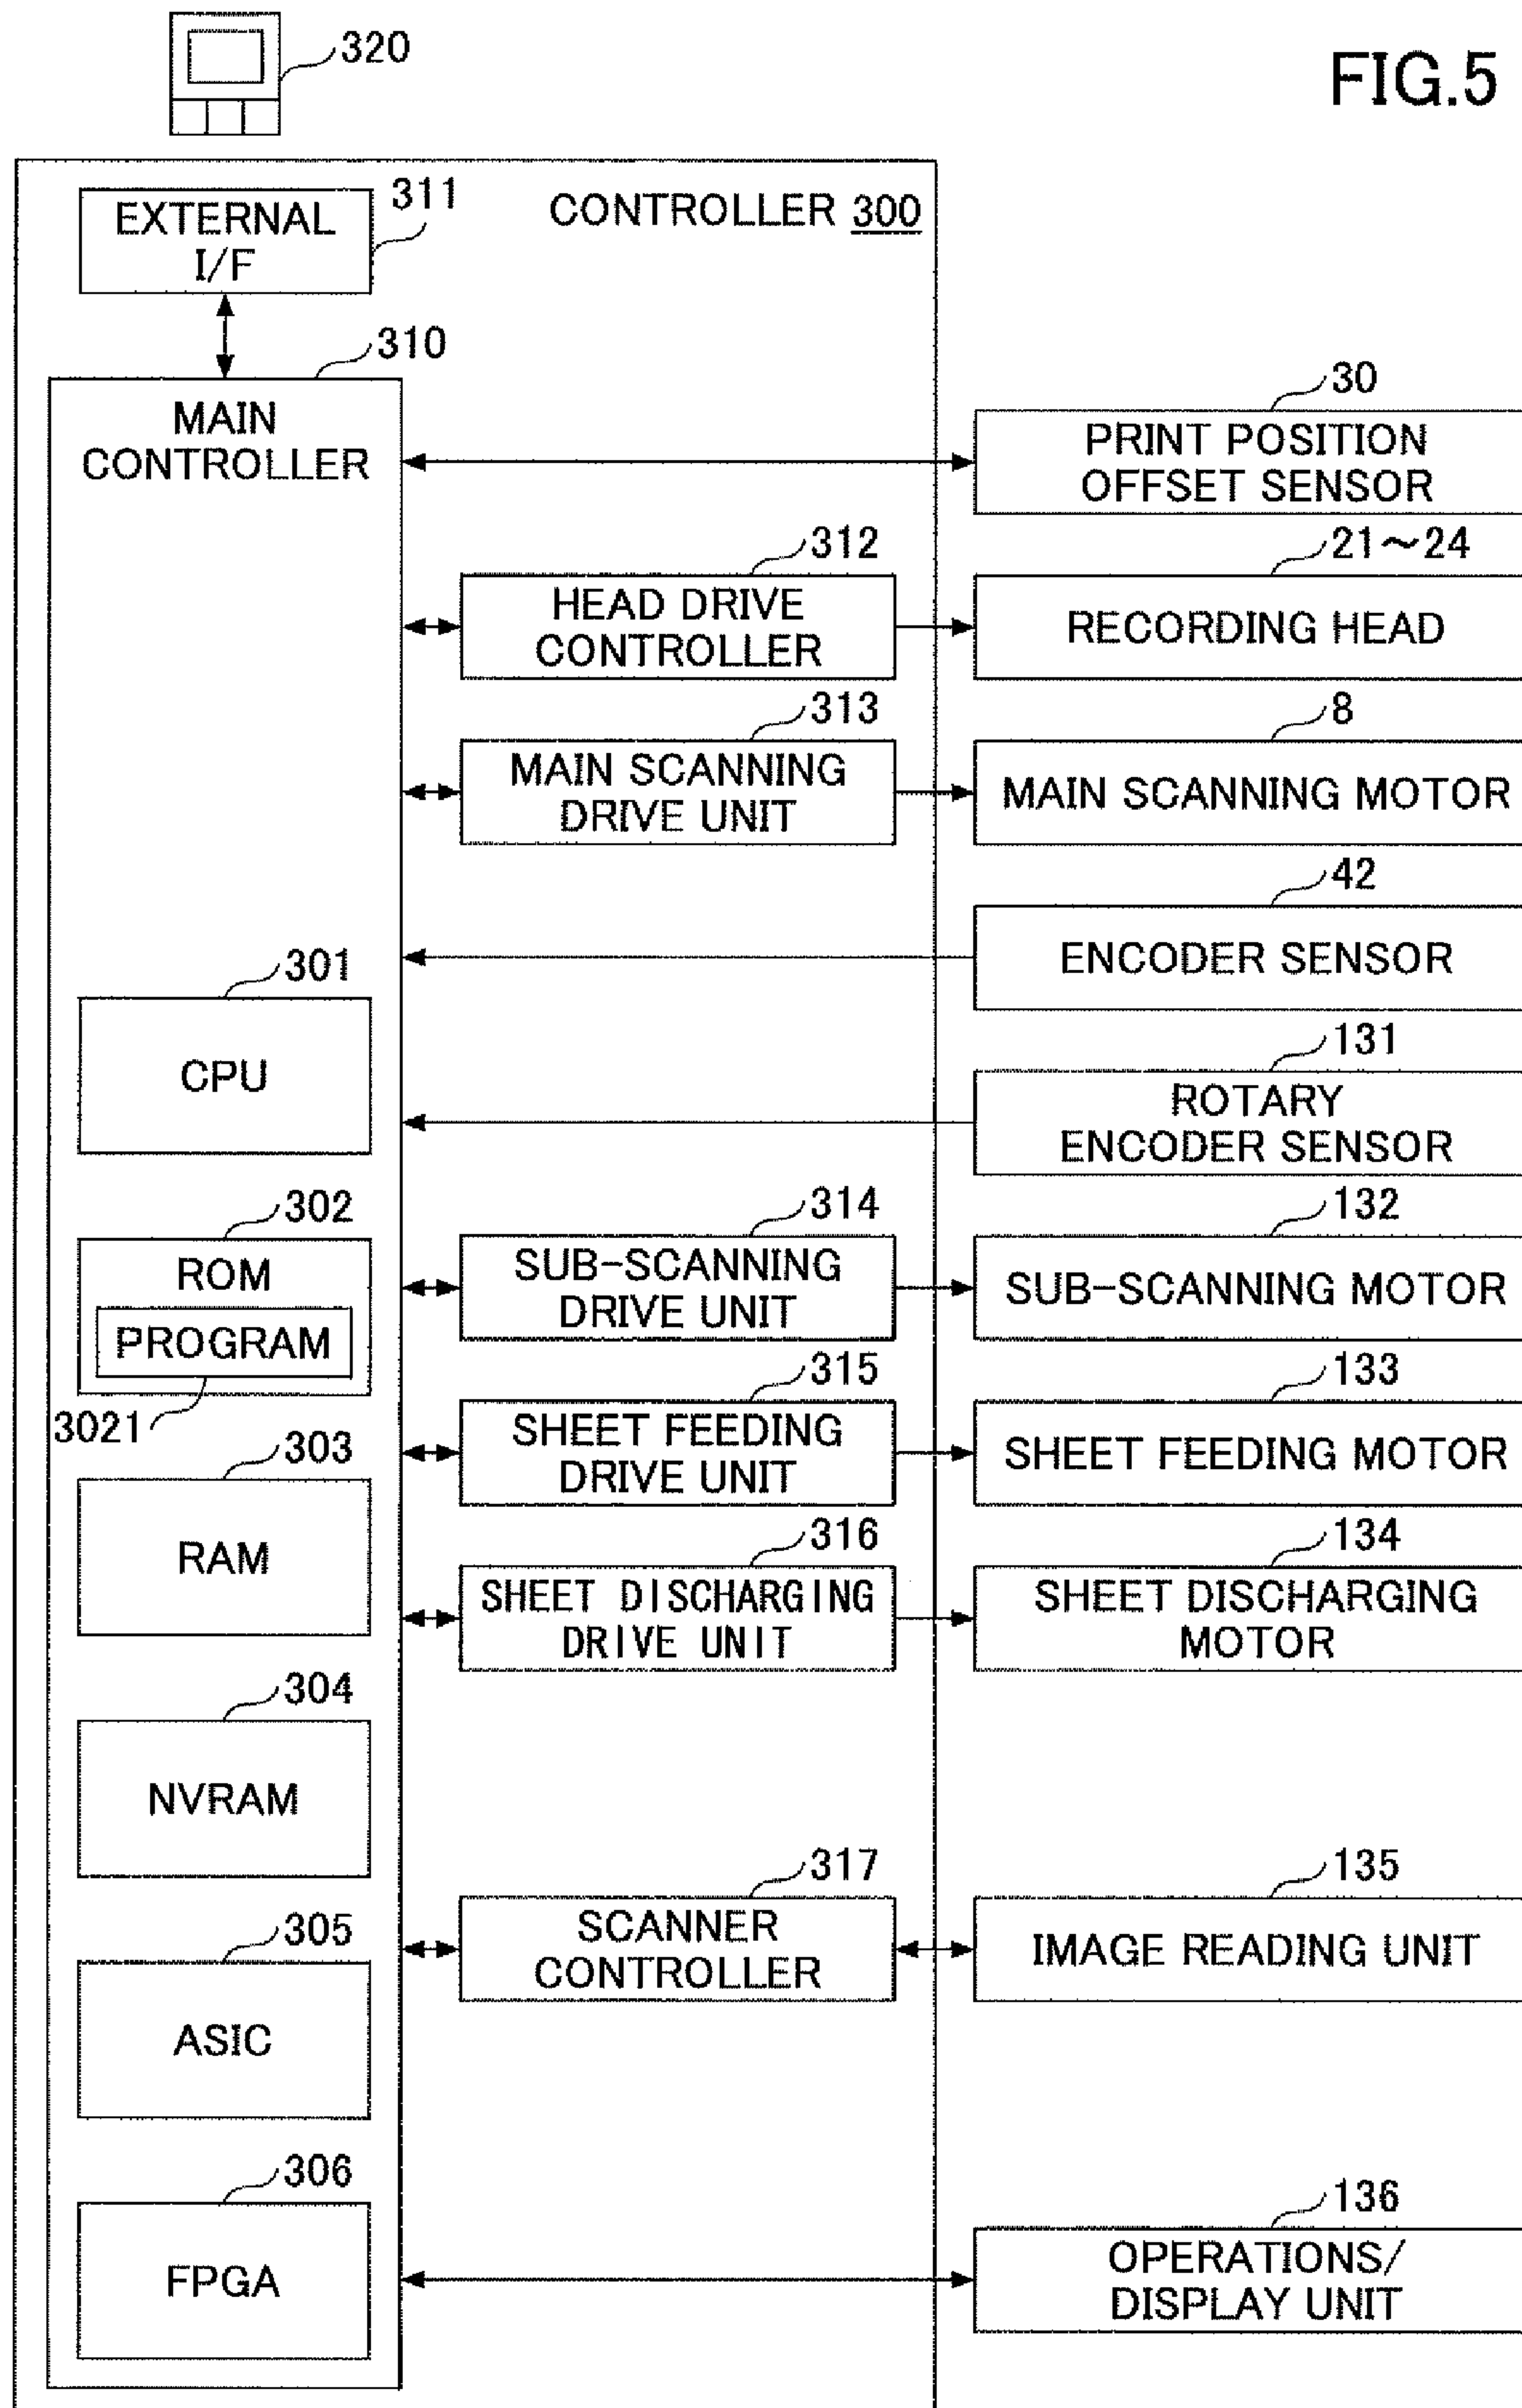 320
FIG.5
CONTROLLER 300
311
EXTERNAL
I/F
310
MAIN
CONTROLLER
30
PRINT POSITION
OFFSET SENSOR
312
HEAD DRIVE
CONTROLLER
21～24
RECORDING HEAD
313
MAIN SCANNING
DRIVE UNIT
8
MAIN SCANNING MOTOR
42
ENCODER SENSOR
301
CPU
131
ROTARY
ENCODER SENSOR
302
ROM
PROGRAM
3021
314
SUB-SCANNING
DRIVE UNIT
132
SUB-SCANNING MOTOR
315
SHEET FEEDING
DRIVE UNIT
133
SHEET FEEDING MOTOR
303
RAM
316
SHEET DISCHARGING
DRIVE UNIT
134
SHEET DISCHARGING
MOTOR
304
NVRAM
317
SCANNER
CONTROLLER
135
IMAGE READING UNIT
305
ASIC
306
FPGA
136
OPERATIONS/
DISPLAY UNIT